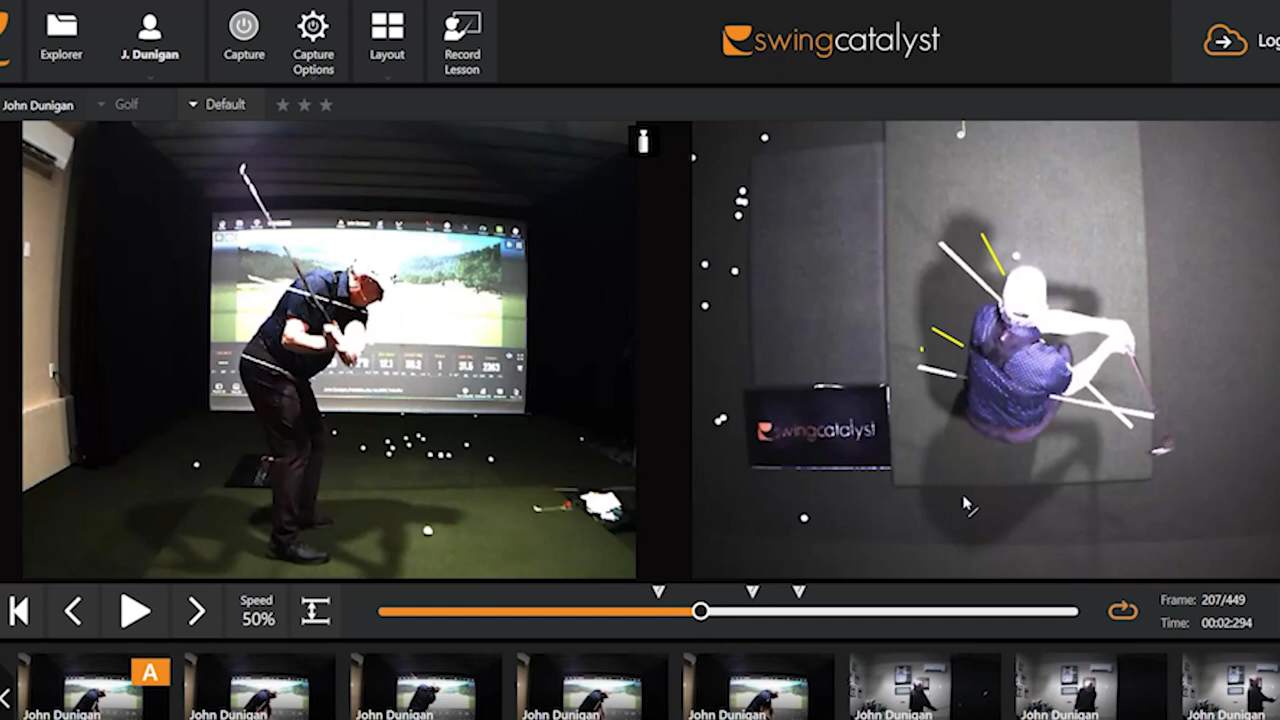 Explorer
J. Dunigan
Capture
Capture Options
Layout
Record Lesson
swingcatalyst
Log
John Dunigan
Golf
Default
swingcatalyst
Speed
50%
Frame: 207/449
Time: 00:02:294
A
John Dunigan
John Dunigan
John Dunigan
John Dunigan
John Dunigan
John Dunigan
John Dunigan
John Dunigan